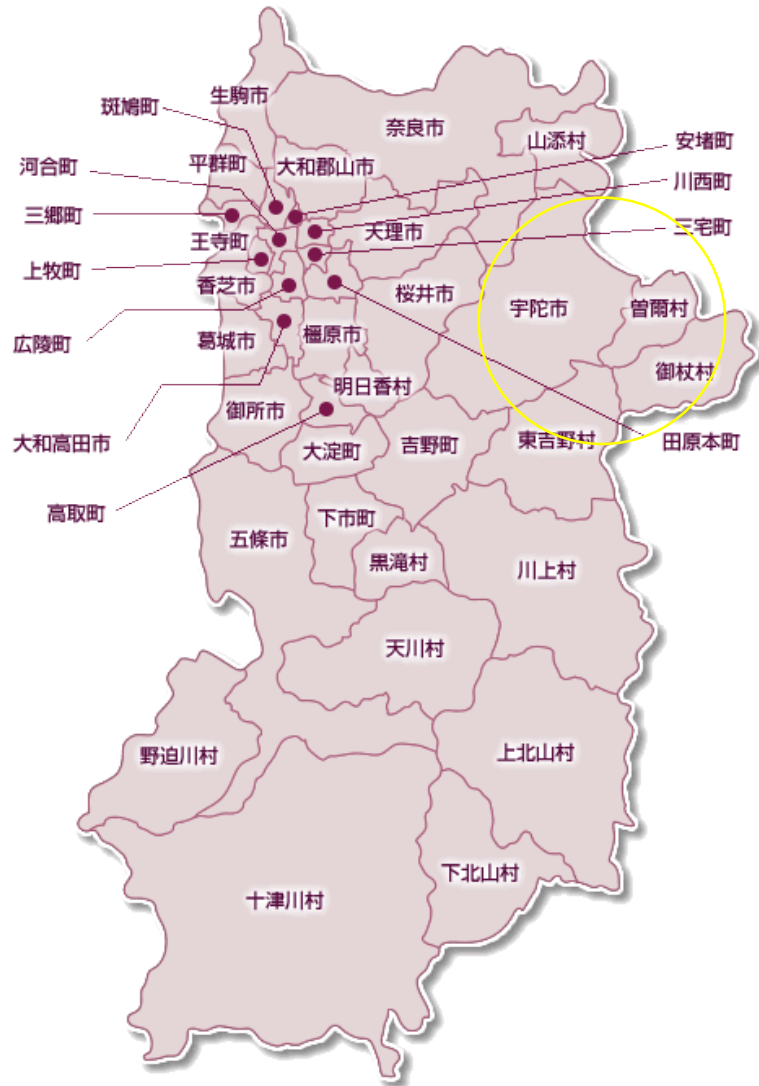 生駒市
斑鳩町
奈良市
山添村
安堵町
河合町
平群町
大和郡山市
川西町
三郷町
天理市
三宅町
王寺町
上牧町
香芝市
桜井市
宇陀市
曽爾村
広陵町
葛城市
橿原市
御杖村
明日香村
御所市
大和高田市
大淀町
吉野町
東吉野村
田原本町
高取町
五條市
下市町
黒滝村
川上村
天川村
野迫川村
上北山村
下北山村
十津川村